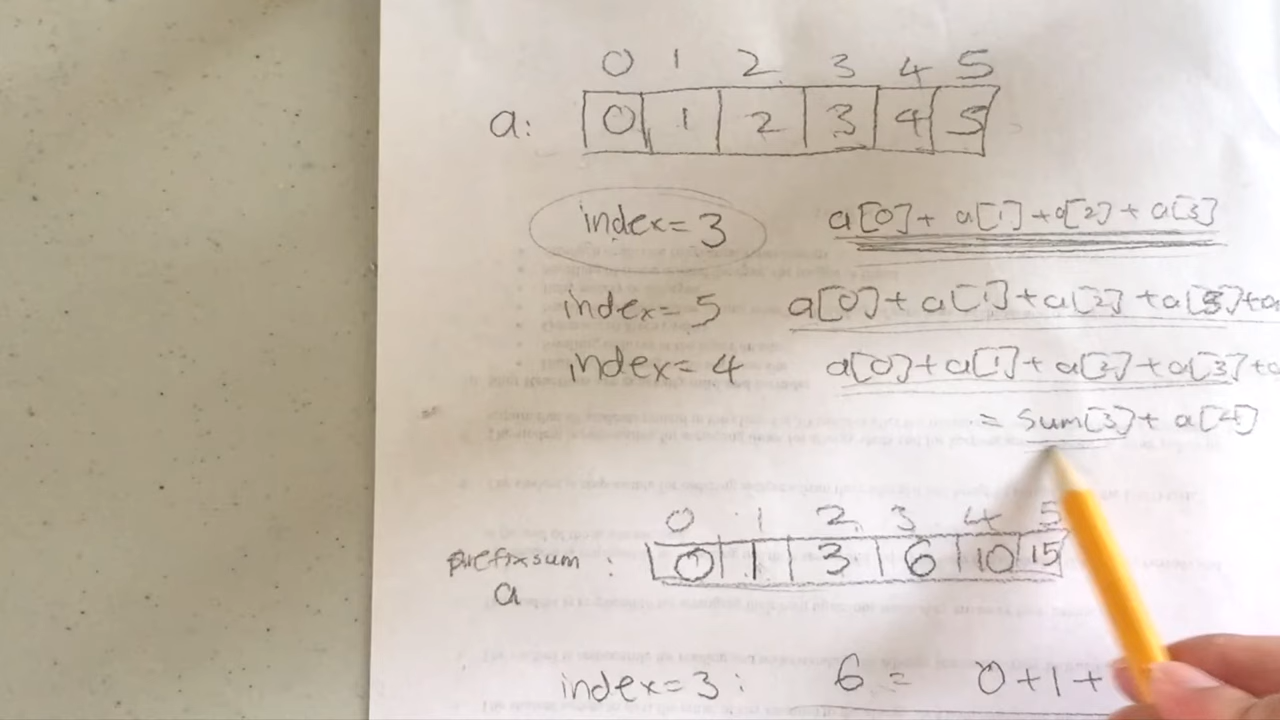 0 1 2 3 4 5
a: 0 1 2 3 4 5
index=3 a[0]+ a[1]+a[2]+a[3]
index=5 a[0]+a[1]+a[2]+a[3]+a
index=4 a[0]+a[1]+a[2]+a[3]+a
= sum[3]+ a[4]
0 1 2 3 4 5
prefixsum : 0 1 3 6 10 15
a
index=3: 6 = 0+1+